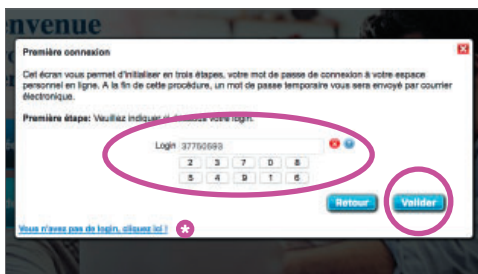 nvenue
Première connexion
Cet écran vous permet d'initialiser en trois étapes, votre mot de passe de connexion à votre espace
personnel en ligne. A la fin de cette procédure, un mot de passe temporaire vous sera envoyé par courrier
électronique.
Première étape: Veuillez indiquer ci-dessous votre login.
Login 37750593
2 3 7 0 8
5 4 9 1 6
Retour Valider
Vous n'avez pas de login, cliquez ici ! *